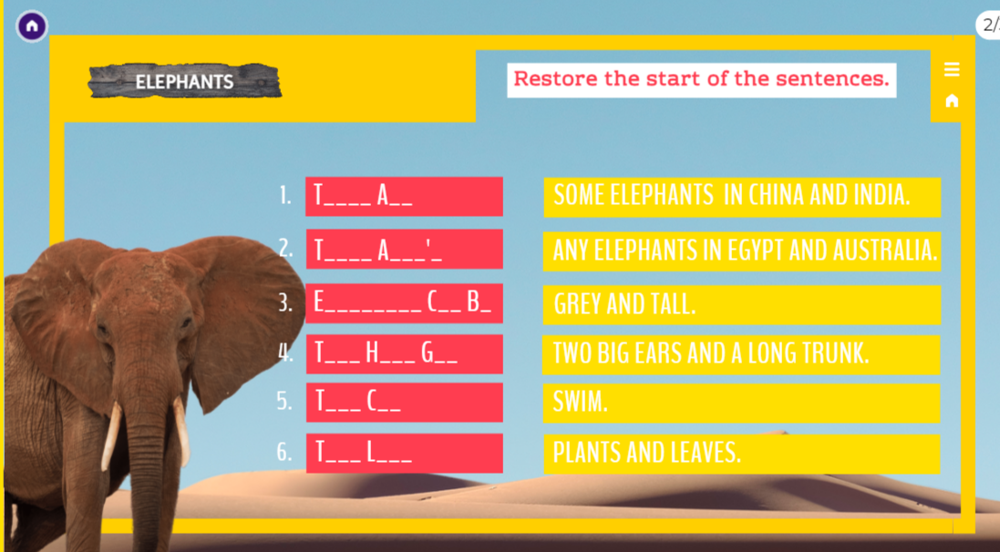 2/
ELEPHANTS
Restore the start of the sentences.
1. T____ A__ SOME ELEPHANTS IN CHINA AND INDIA.
2. T____ A___'_ ANY ELEPHANTS IN EGYPT AND AUSTRALIA.
3. E________ C__ B_ GREY AND TALL.
4. T___ H___ G__ TWO BIG EARS AND A LONG TRUNK.
5. T___ C__ SWIM.
6. T___ L___ PLANTS AND LEAVES.